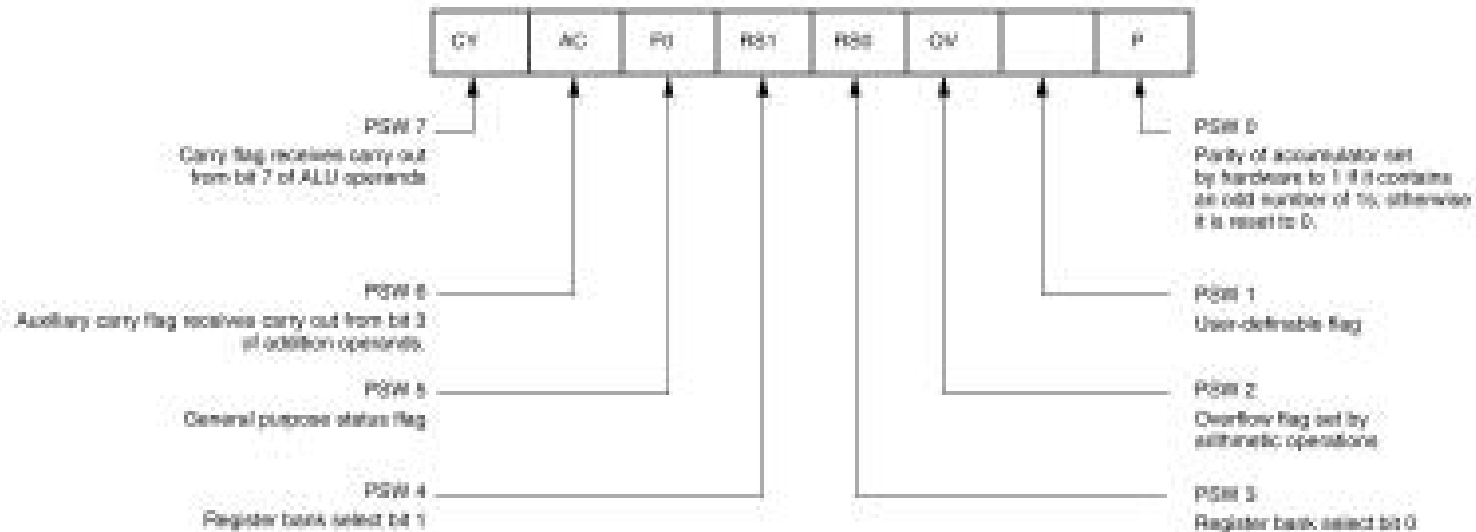 CY AC F0 RS1 RS0 OV P
PSW 7
Carry flag receives carry out
from bit 7 of ALU operands
PSW 6
Auxiliary carry flag receives carry out from bit 3
of addition operands.
PSW 5
General purpose status flag
PSW 4
Register bank select bit 1
PSW 0
Parity of accumulator set
by hardware to 1 if it contains
an odd number of 1s, otherwise
it is reset to 0.
PSW 1
User-definable flag
PSW 2
Overflow flag set by
arithmetic operations
PSW 3
Register bank select bit 0